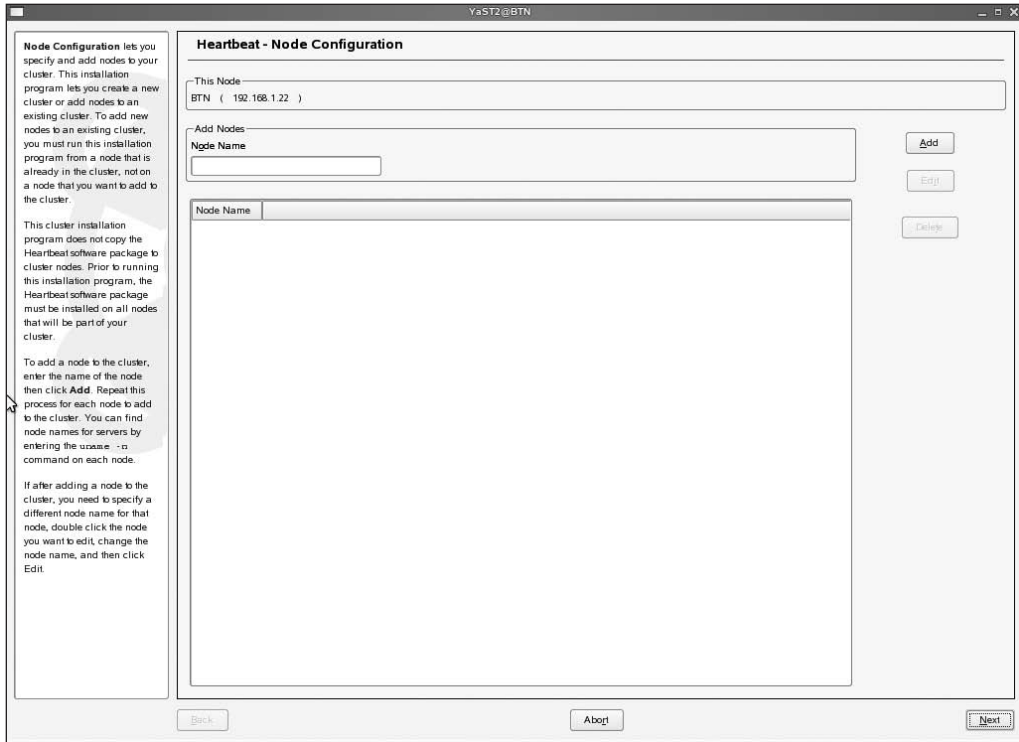 YaST2@BTN
Node Configuration lets you
specify and add nodes to your
cluster. This installation
program lets you create a new
cluster or add nodes to an
existing cluster. To add new
nodes to an existing cluster,
you must run this installation
program from a node that is
already in the cluster, not on
a node that you want to add to
the cluster.
This cluster installation
program does not copy the
Heartbeat software package to
cluster nodes. Prior to running
this installation program, the
Heartbeat software package
must be installed on all nodes
that will be part of your
cluster.
To add a node to the cluster,
enter the name of the node
then click Add. Repeat this
process for each node to add
to the cluster. You can find
node names for servers by
entering the uname -n
command on each node.
If after adding a node to the
cluster, you need to specify a
different node name for that
node, double click the node
you want to edit, change the
node name, and then click
Edit.
Heartbeat - Node Configuration
This Node
BTN ( 192.168.1.22 )
Add Nodes
Node Name
Add
Edit
Delete
Node Name
Back
Abort
Next